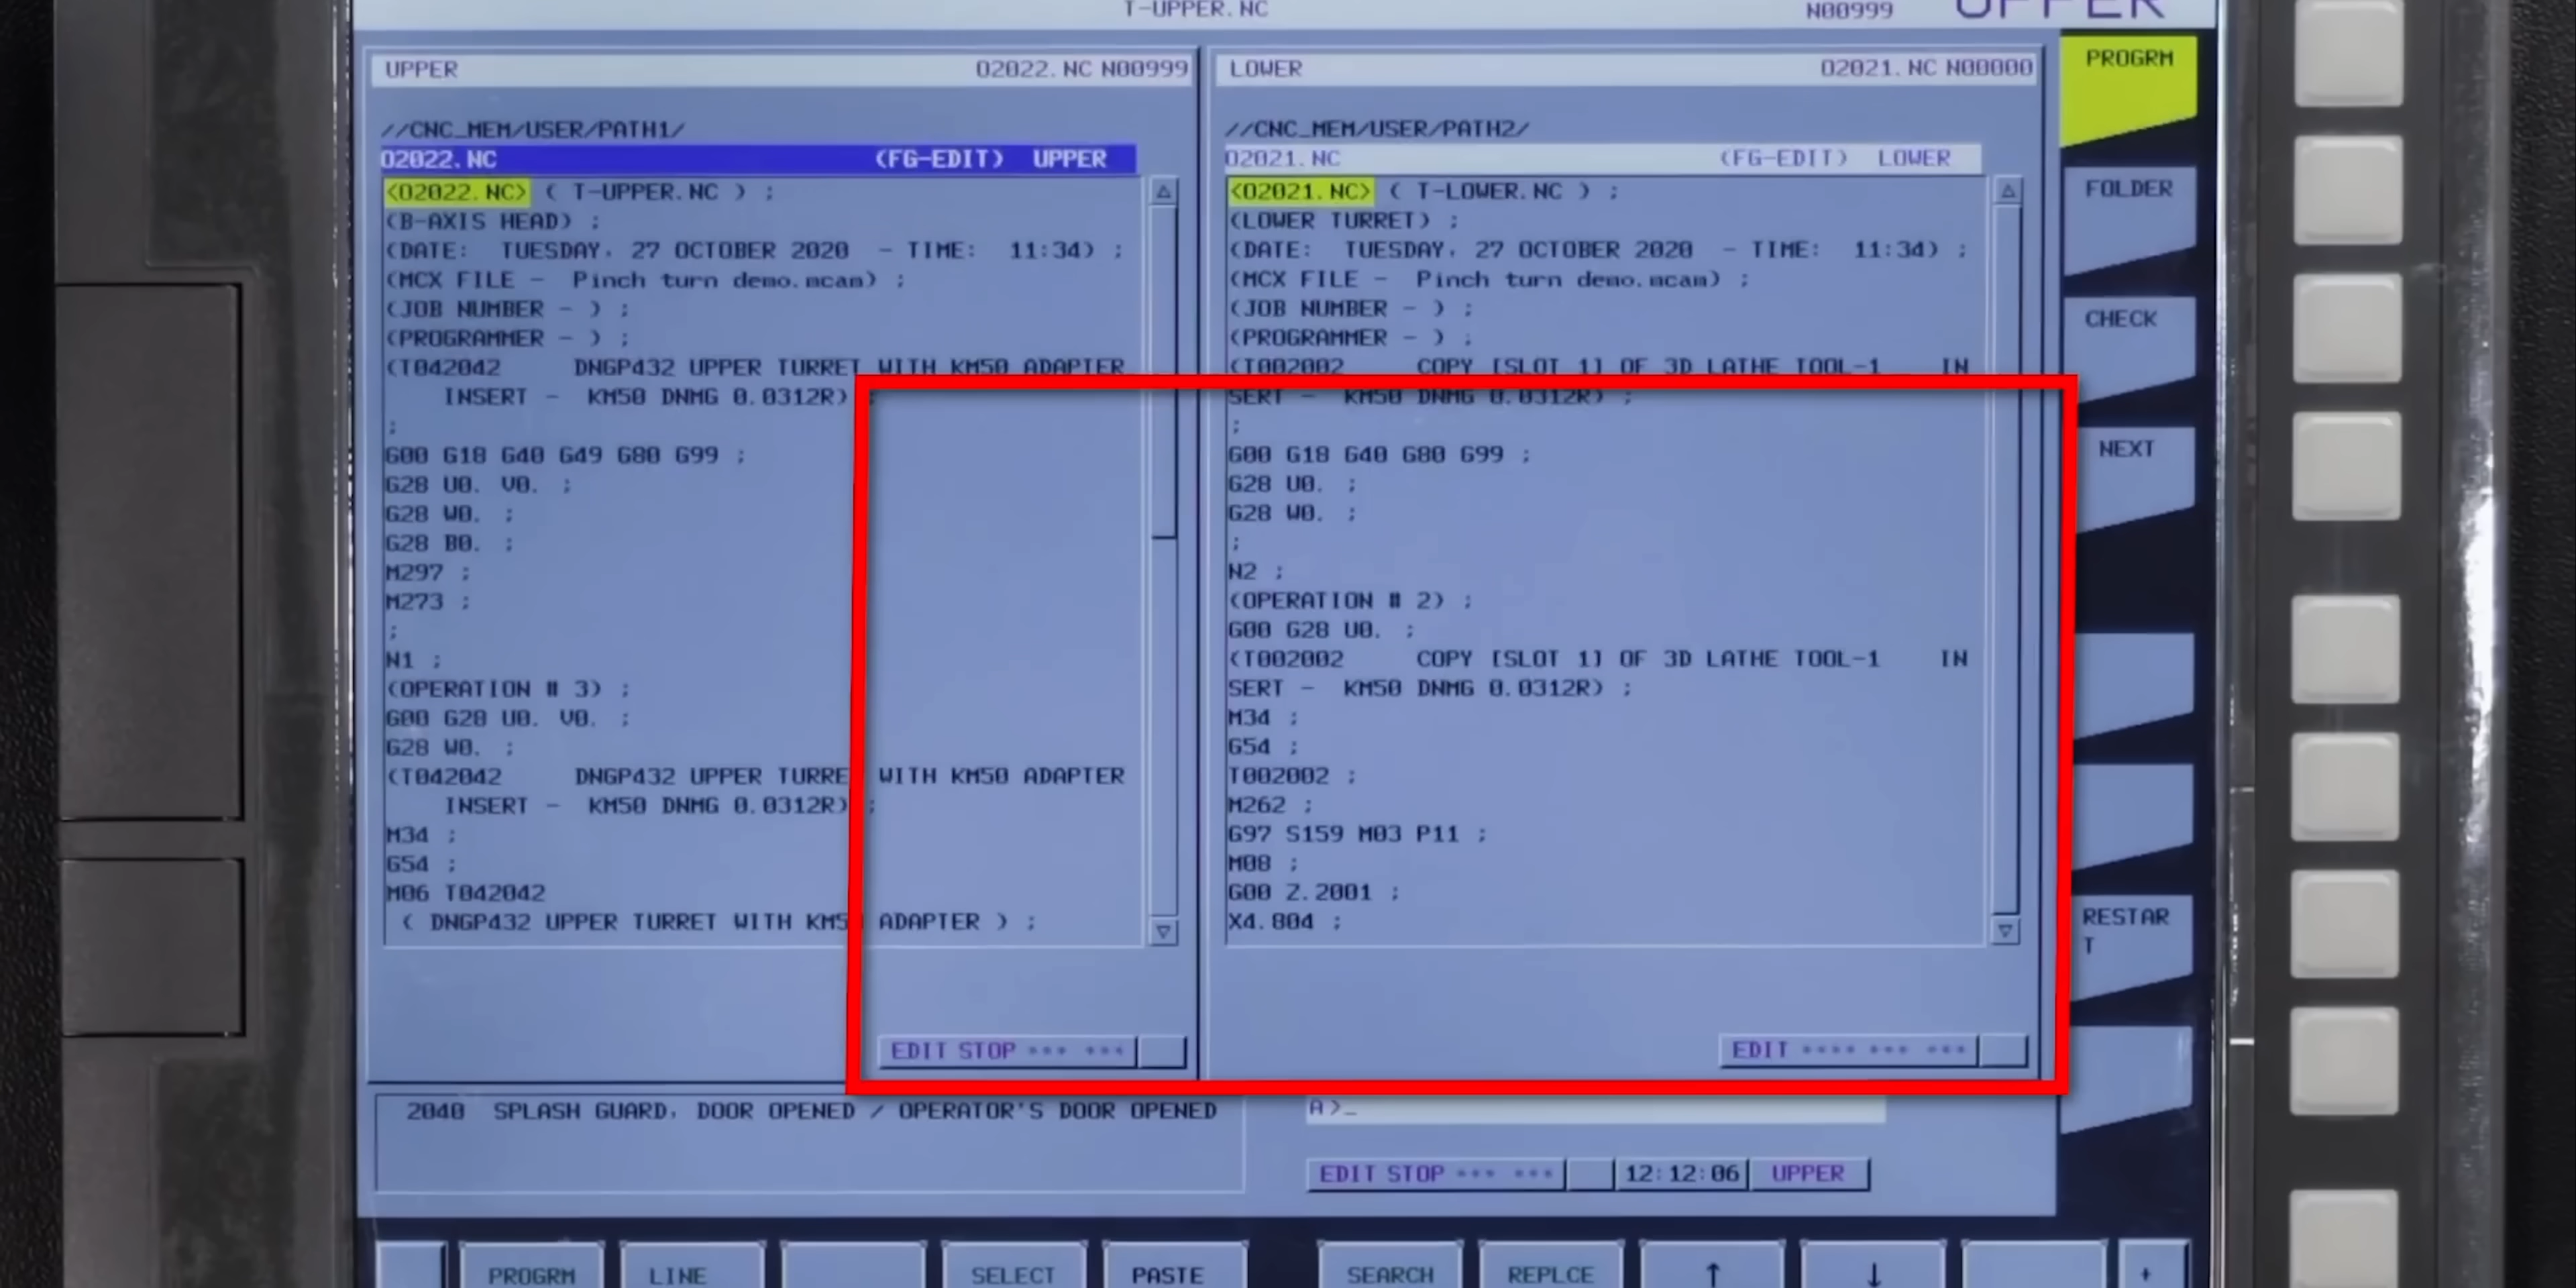 T-UPPER.NC
N00999
UPPER
UPPER O2022.NC N00999
//CNC_MEM/USER/PATH1/
O2022.NC (FG-EDIT) UPPER
<O2022.NC> ( T-UPPER.NC ) ;
(B-AXIS HEAD) ;
(DATE: TUESDAY, 27 OCTOBER 2020 - TIME: 11:34) ;
(MCX FILE - Pinch turn demo.mcam) ;
(JOB NUMBER - ) ;
(PROGRAMMER - ) ;
(T042042 DNGP432 UPPER TURRET WITH KM50 ADAPTER
INSERT - KM50 DNMG 0.0312R) ;
;
G00 G18 G40 G49 G80 G99 ;
G28 U0. V0. ;
G28 W0. ;
G28 B0. ;
M297 ;
M273 ;
;
N1 ;
(OPERATION # 3) ;
G00 G28 U0. V0. ;
G28 W0. ;
(T042042 DNGP432 UPPER TURRET WITH KM50 ADAPTER
INSERT - KM50 DNMG 0.0312R) ;
M34 ;
G54 ;
M06 T042042
( DNGP432 UPPER TURRET WITH KM50 ADAPTER ) ;
EDIT STOP *** ***
LOWER O2021.NC N00000
//CNC_MEM/USER/PATH2/
O2021.NC (FG-EDIT) LOWER
<O2021.NC> ( T-LOWER.NC ) ;
(LOWER TURRET) ;
(DATE: TUESDAY, 27 OCTOBER 2020 - TIME: 11:34) ;
(MCX FILE - Pinch turn demo.mcam) ;
(JOB NUMBER - ) ;
(PROGRAMMER - ) ;
(T002002 COPY [SLOT 1] OF 3D LATHE TOOL-1 IN
SERT - KM50 DNMG 0.0312R) ;
;
G00 G18 G40 G80 G99 ;
G28 U0. ;
G28 W0. ;
;
N2 ;
(OPERATION # 2) ;
G00 G28 U0. ;
(T002002 COPY [SLOT 1] OF 3D LATHE TOOL-1 IN
SERT - KM50 DNMG 0.0312R) ;
M34 ;
G54 ;
T002002 ;
M262 ;
G97 S159 M03 P11 ;
M08 ;
G00 Z.2001 ;
X4.804 ;
EDIT **** *** ***
PROGRM
FOLDER
CHECK
NEXT
RESTAR
T
2040 SPLASH GUARD, DOOR OPENED / OPERATOR'S DOOR OPENED
A>_
EDIT STOP *** *** 12:12:06 UPPER
PROGRM LINE SELECT PASTE SEARCH REPLCE ↑ ↓ +